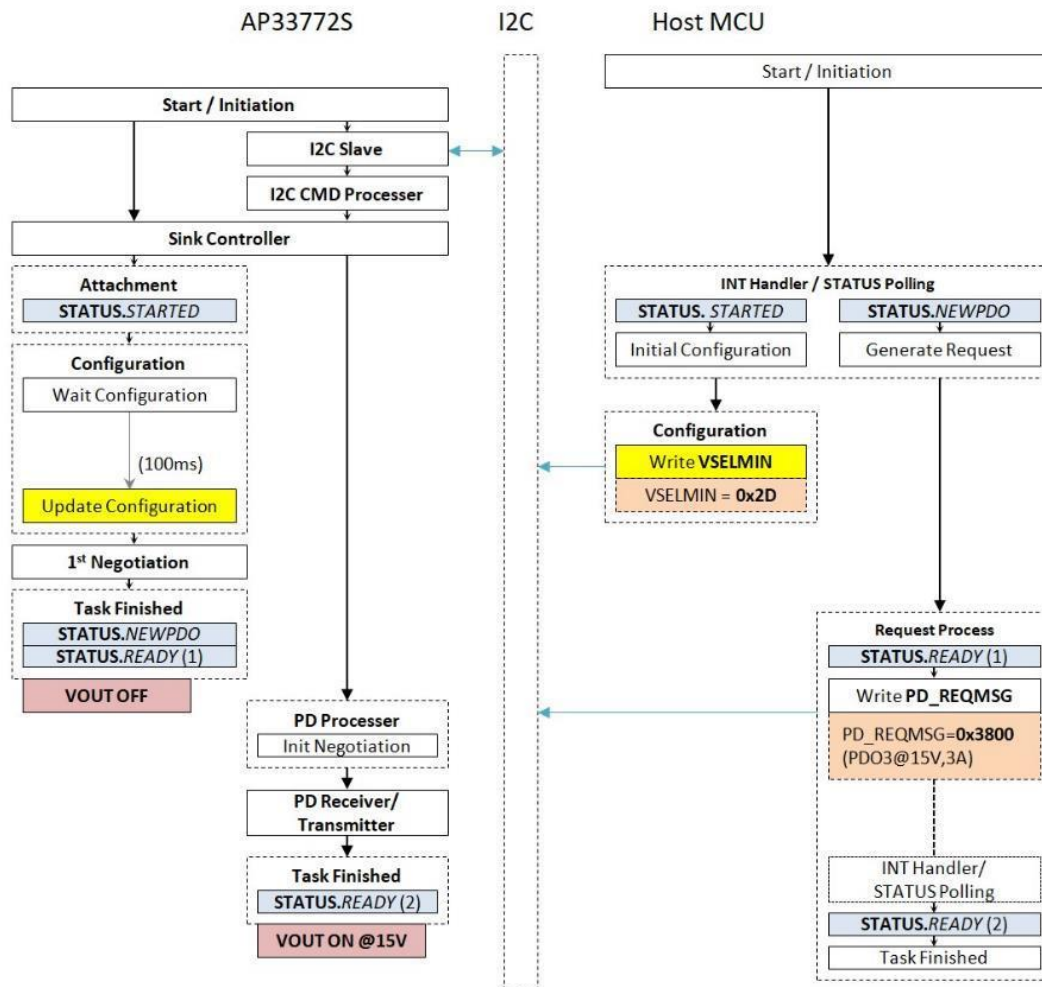 AP33772S
I2C
Host MCU
Start / Initiation
I2C Slave
I2C CMD Processer
Sink Controller
Attachment
STATUS.STARTED
Configuration
Wait Configuration
(100ms)
Update Configuration
1st Negotiation
Task Finished
STATUS.NEWPDO
STATUS.READY (1)
VOUT OFF
PD Processer
Init Negotiation
PD Receiver/
Transmitter
Task Finished
STATUS.READY (2)
VOUT ON @15V
Start / Initiation
INT Handler / STATUS Polling
STATUS. STARTED
Initial Configuration
STATUS.NEWPDO
Generate Request
Configuration
Write VSELMIN
VSELMIN = 0x2D
Request Process
STATUS.READY (1)
Write PD_REQMSG
PD_REQMSG=0x3800
(PDO3@15V,3A)
INT Handler/
STATUS Polling
STATUS.READY (2)
Task Finished